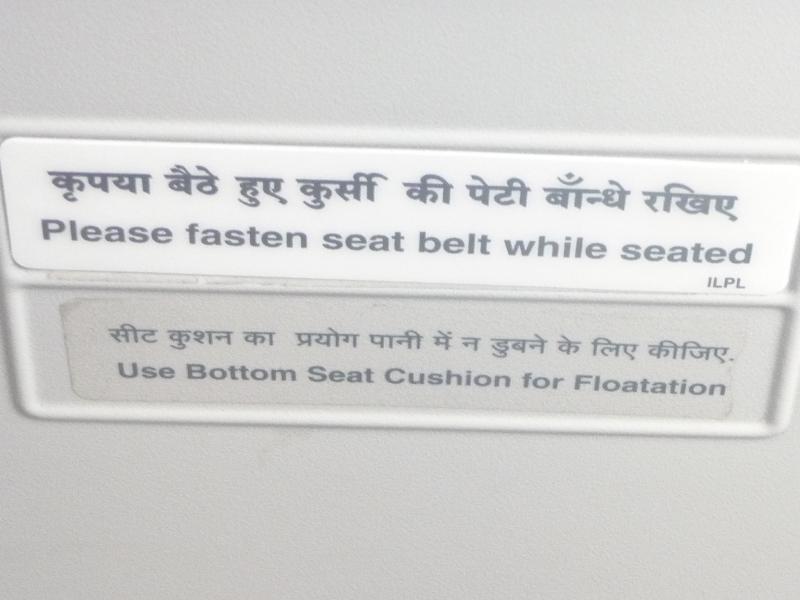 कृपया बैठे हुए कुर्सी की पेटी बाँन्धे रखिए
Please fasten seat belt while seated
ILPL
सीट कुशन का प्रयोग पानी में न डुबने के लिए कीजिए.
Use Bottom Seat Cushion for Floatation